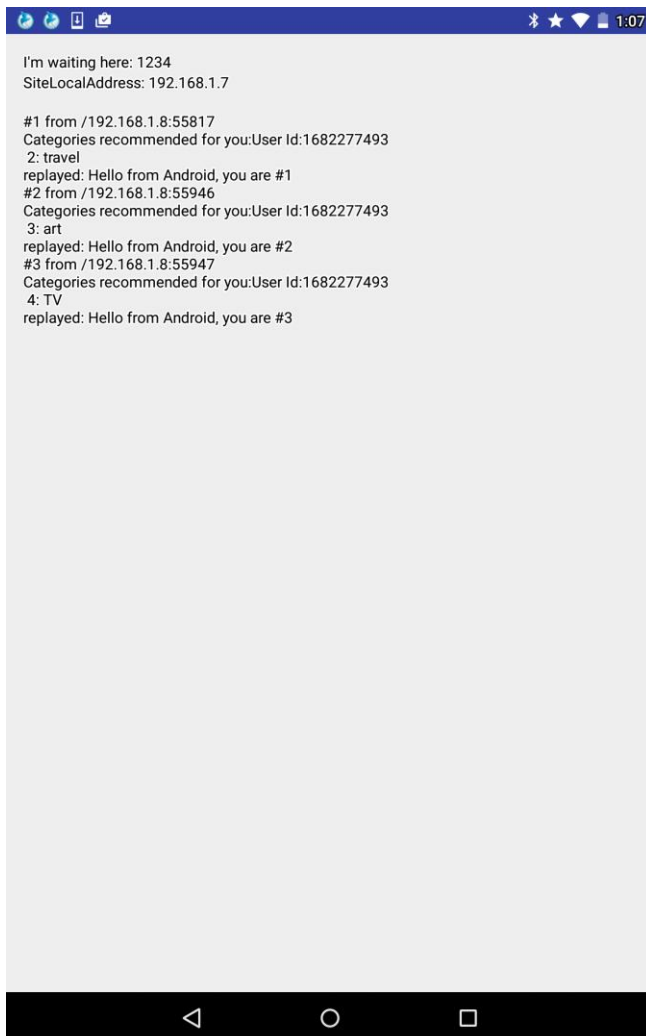 1:07
I'm waiting here: 1234
SiteLocalAddress: 192.168.1.7
#1 from /192.168.1.8:55817
Categories recommended for you:User Id:1682277493
2: travel
replayed: Hello from Android, you are #1
#2 from /192.168.1.8:55946
Categories recommended for you:User Id:1682277493
3: art
replayed: Hello from Android, you are #2
#3 from /192.168.1.8:55947
Categories recommended for you:User Id:1682277493
4: TV
replayed: Hello from Android, you are #3